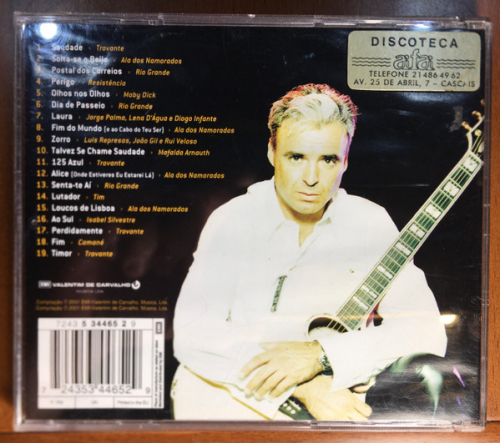 DISCOTECA
afa
TELEFONE 21 486 49 62
AV. 25 DE ABRIL, 7 - CASCAIS
1. Saudade · Trovante
2. Solta-se o Beijo · Ala dos Namorados
3. Postal dos Correios · Rio Grande
4. Perigo · Resistência
5. Olhos nos Olhos · Moby Dick
6. Dia de Passeio · Rio Grande
7. Laura · Jorge Palma, Lena D'Água e Diogo Infante
8. Fim do Mundo (e ao Cabo do Teu Ser) · Ala dos Namorados
9. Zorro · Luís Represas, João Gil e Rui Veloso
10. Talvez Se Chame Saudade · Mafalda Arnauth
11. 125 Azul · Trovante
12. Alice (Onde Estiveres Eu Estarei Lá) · Ala dos Namorados
13. Senta-te Aí · Rio Grande
14. Lutador · Tim
15. Loucos de Lisboa · Ala dos Namorados
16. Ao Sul · Isabel Silvestre
17. Perdidamente · Trovante
18. Fim · Camané
19. Timor · Trovante
EMI VALENTIM DE CARVALHO
7243 5 34465 2 9
7 24353 44652 9